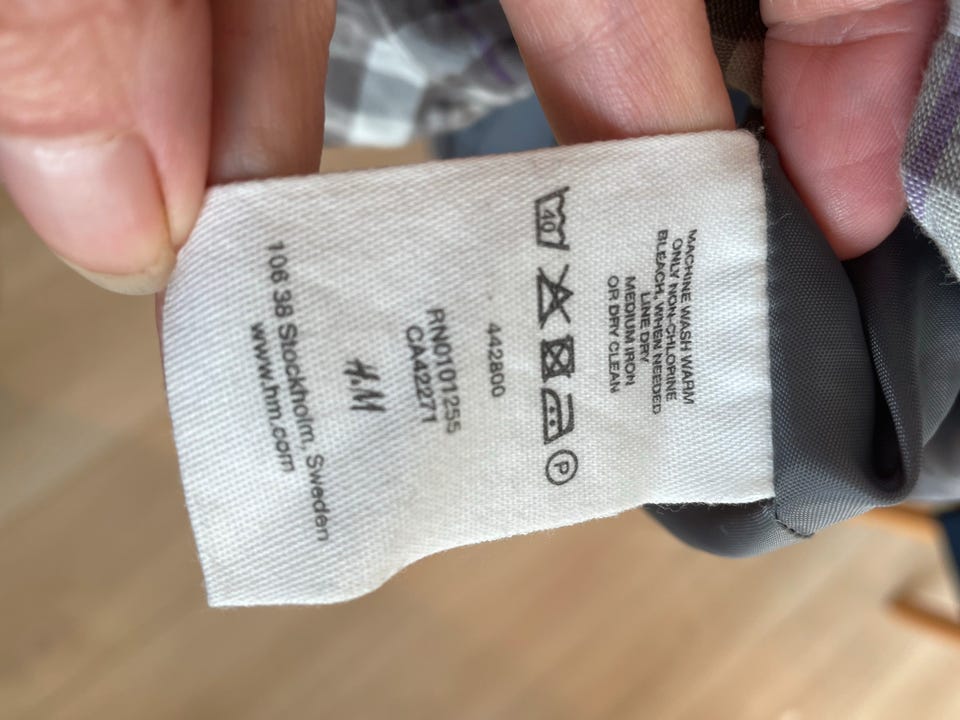 MACHINE WASH WARM
ONLY NON-CHLORINE
BLEACH, WHEN NEEDED
LINE DRY
MEDIUM IRON
OR DRY CLEAN
40
P
442800
RN0101255
CA42271
H.M
106 38 Stockholm, Sweden
www.hm.com